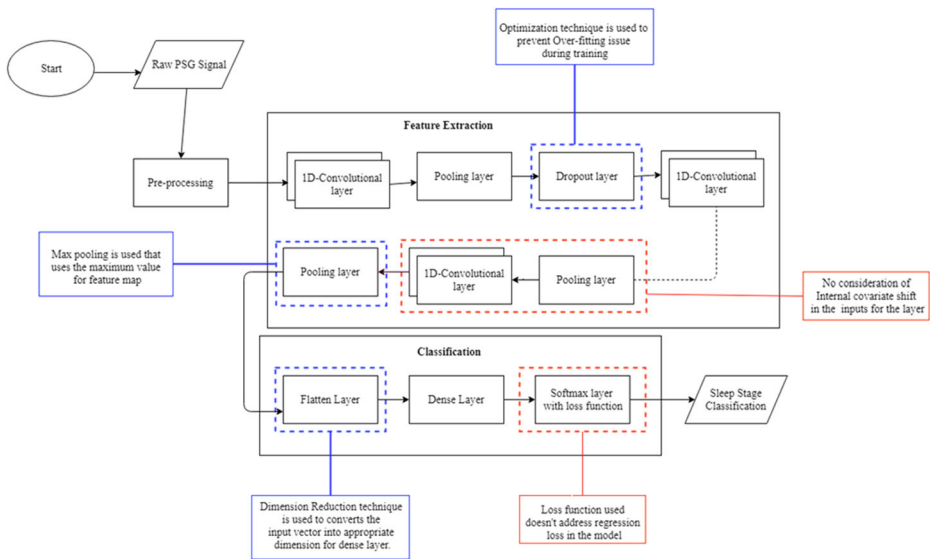 Optimization technique is used to
prevent Over-fitting issue
during training
Start
Raw PSG Signal
Feature Extraction
Pre-processing
1D-Convolutional
layer
Pooling layer
Dropout layer
1D-Convolutional
layer
Max pooling is used that
uses the maximum value
for feature map
Pooling layer
1D-Convolutional
layer
Pooling layer
No consideration of
Internal covariate shift
in the inputs for the layer
Classification
Flatten Layer
Dense Layer
Softmax layer
with loss function
Sleep Stage
Classification
Dimension Reduction technique
is used to converts the
input vector into appropriate
dimension for dense layer.
Loss function used
doesn't address regression
loss in the model